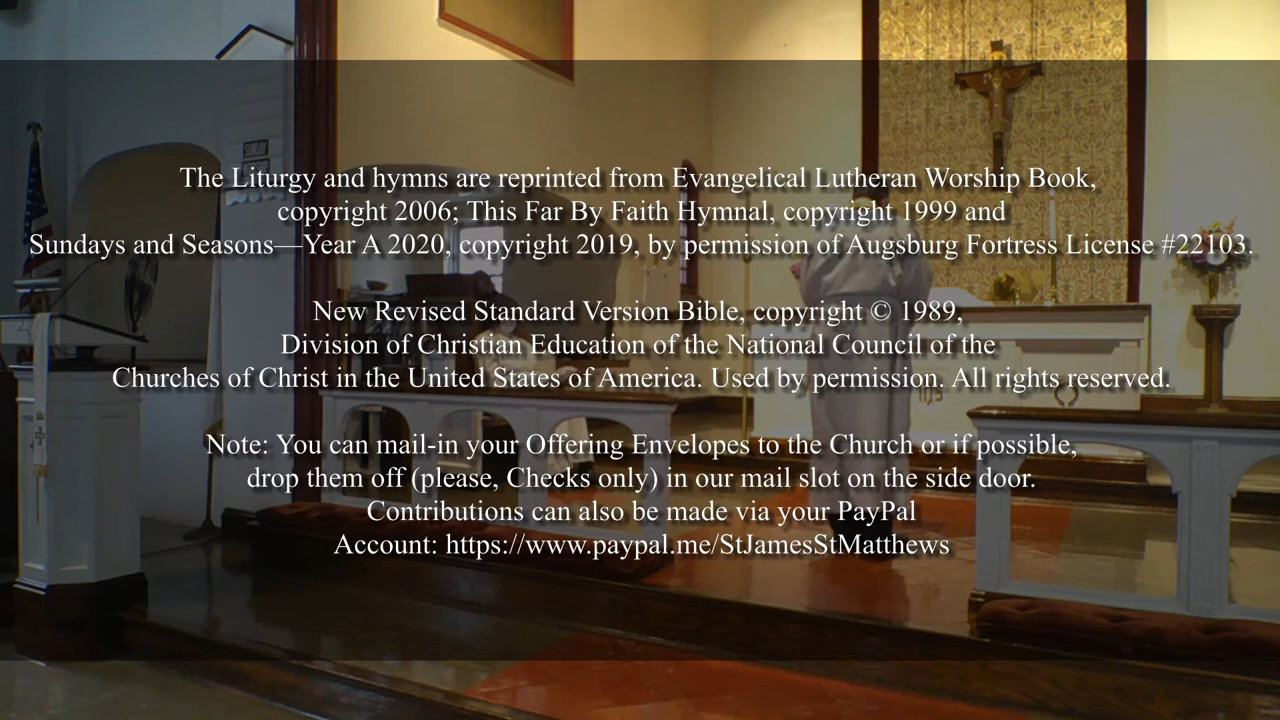 SUNDAY
The Liturgy and hymns are reprinted from Evangelical Lutheran Worship Book,
copyright 2006; This Far By Faith Hymnal, copyright 1999 and
Sundays and Seasons—Year A 2020, copyright 2019, by permission of Augsburg Fortress License #22103.
New Revised Standard Version Bible, copyright © 1989,
Division of Christian Education of the National Council of the
Churches of Christ in the United States of America. Used by permission. All rights reserved.
Note: You can mail-in your Offering Envelopes to the Church or if possible,
drop them off (please, Checks only) in our mail slot on the side door.
Contributions can also be made via your PayPal
Account: https://www.paypal.me/StJamesStMatthews